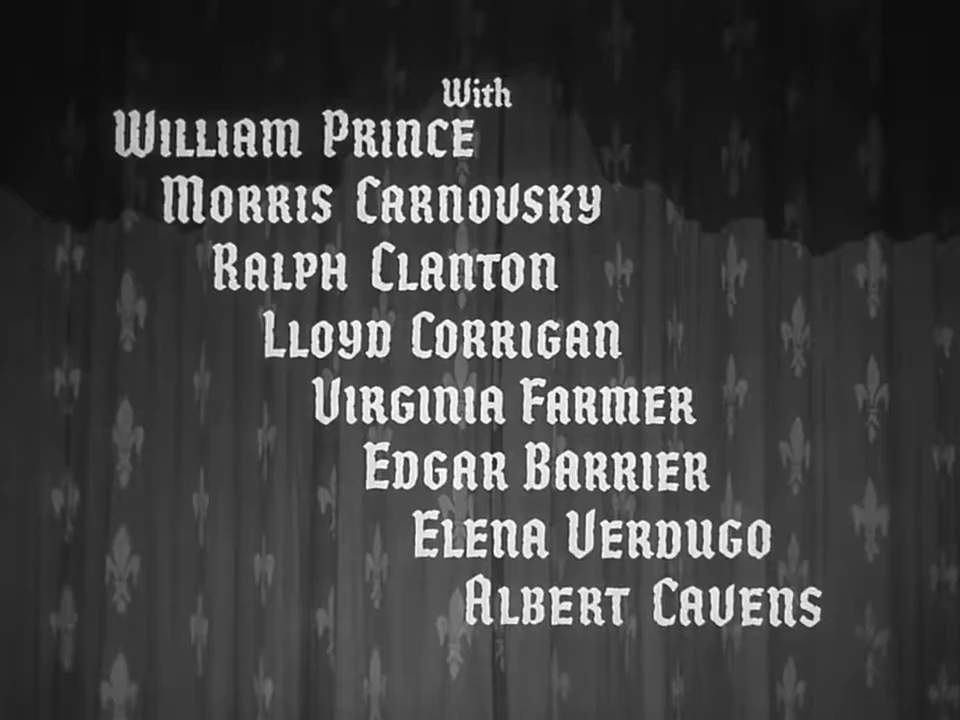 With
William Prince
Morris Carnovsky
Ralph Clanton
Lloyd Corrigan
Virginia Farmer
Edgar Barrier
Elena Verdugo
Albert Cavens